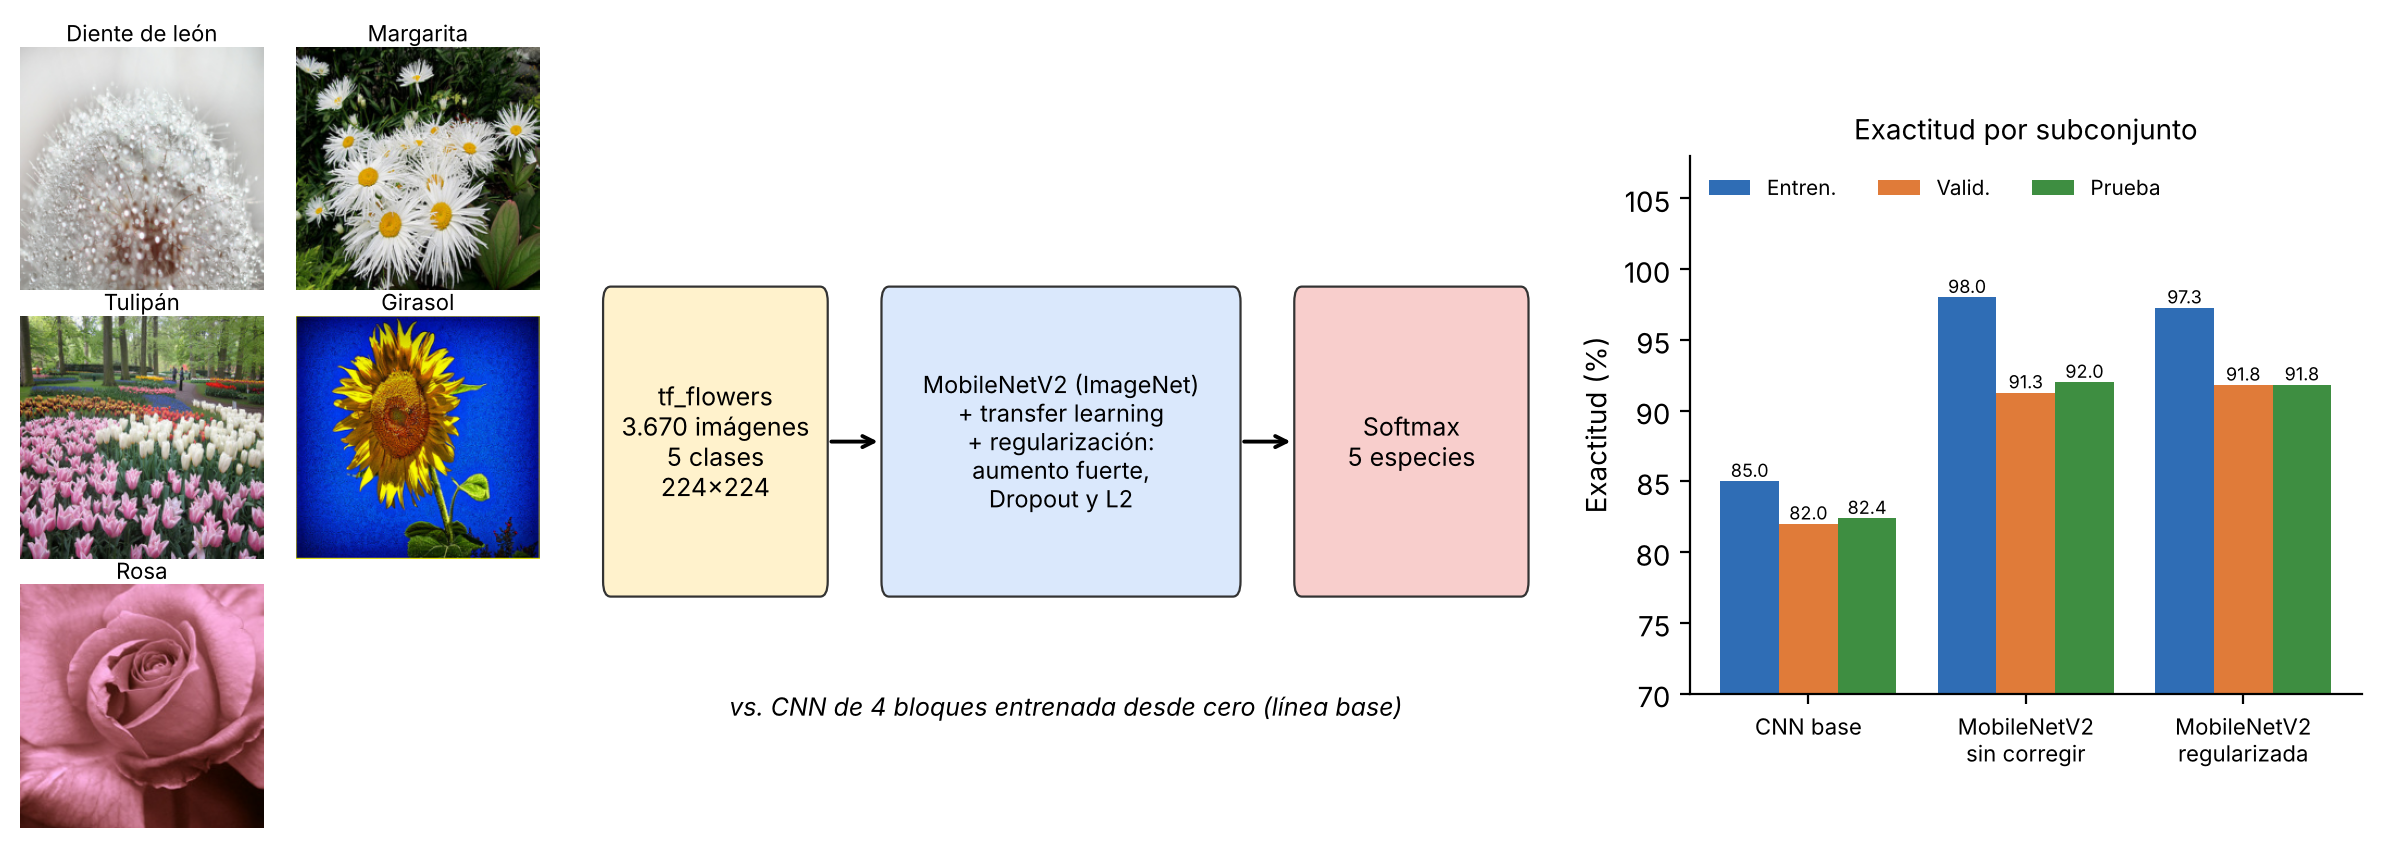 Diente de león
Margarita
Tulipán
Girasol
Rosa
tf_flowers
3.670 imágenes
5 clases
224×224
MobileNetV2 (ImageNet)
+ transfer learning
+ regularización:
aumento fuerte,
Dropout y L2
Softmax
5 especies
vs. CNN de 4 bloques entrenada desde cero (línea base)
Exactitud por subconjunto
Entren.
Valid.
Prueba
Exactitud (%)
105
100
95
90
85
80
75
70
85.0
82.0
82.4
98.0
91.3
92.0
97.3
91.8
91.8
CNN base
MobileNetV2
sin corregir
MobileNetV2
regularizada